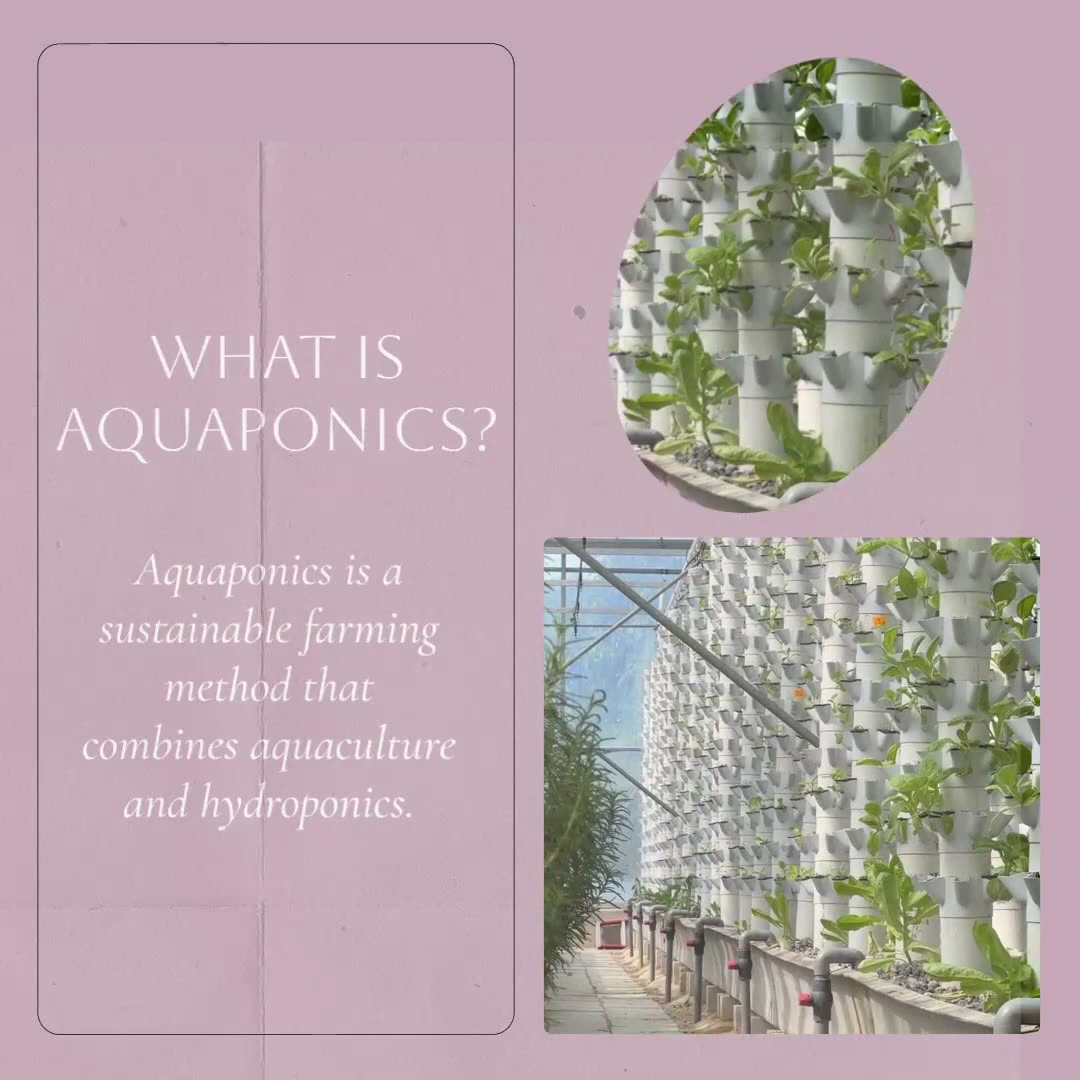 WHAT IS
AQUAPONICS?
Aquaponics is a
sustainable farming
method that
combines aquaculture
and hydroponics.